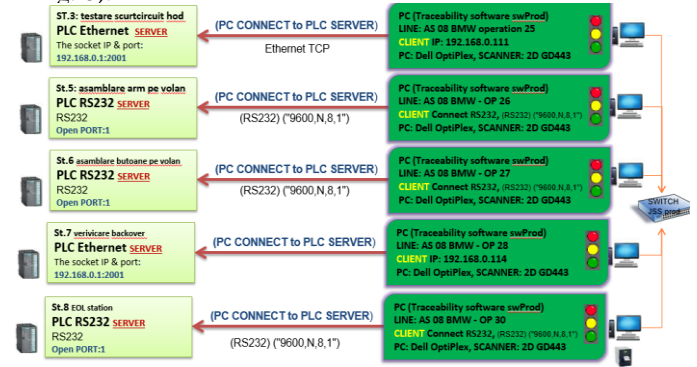 ST.3: testare scurtcircuit hod
PLC Ethernet SERVER
The socket IP & port:
192.168.0.1:2001
(PC CONNECT to PLC SERVER)
Ethernet TCP
PC (Traceability software swProd)
LINE: AS 08 BMW operation 25
CLIENT IP: 192.168.0.111
PC: Dell OptiPlex, SCANNER: 2D GD443
St.5: asamblare arm pe volan
PLC RS232 SERVER
RS232
Open PORT:1
(PC CONNECT to PLC SERVER)
(RS232) ("9600,N,8,1")
PC (Traceability software swProd)
LINE: AS 08 BMW - OP 26
CLIENT Connect RS232, (RS232) ("9600,N,8,1")
PC: Dell OptiPlex, SCANNER: 2D GD443
St.6 asamblare butoane pe volan
PLC RS232 SERVER
RS232
Open PORT:1
(PC CONNECT to PLC SERVER)
(RS232) ("9600,N,8,1")
PC (Traceability software swProd)
LINE: AS 08 BMW - OP 27
CLIENT Connect RS232, (RS232) ("9600,N,8,1")
PC: Dell OptiPlex, SCANNER: 2D GD443
SWITCH
JSS prod
St.7 verivicare backover
PLC Ethernet SERVER
The socket IP & port:
192.168.0.1:2001
(PC CONNECT to PLC SERVER)
PC (Traceability software swProd)
LINE: AS 08 BMW - OP 28
CLIENT IP: 192.168.0.114
PC: Dell OptiPlex, SCANNER: 2D GD443
St.8 EOL station
PLC RS232 SERVER
RS232
Open PORT:1
(PC CONNECT to PLC SERVER)
(RS232) ("9600,N,8,1")
PC (Traceability software swProd)
LINE: AS 08 BMW - OP 30
CLIENT Connect RS232, (RS232) ("9600,N,8,1")
PC: Dell OptiPlex, SCANNER: 2D GD443